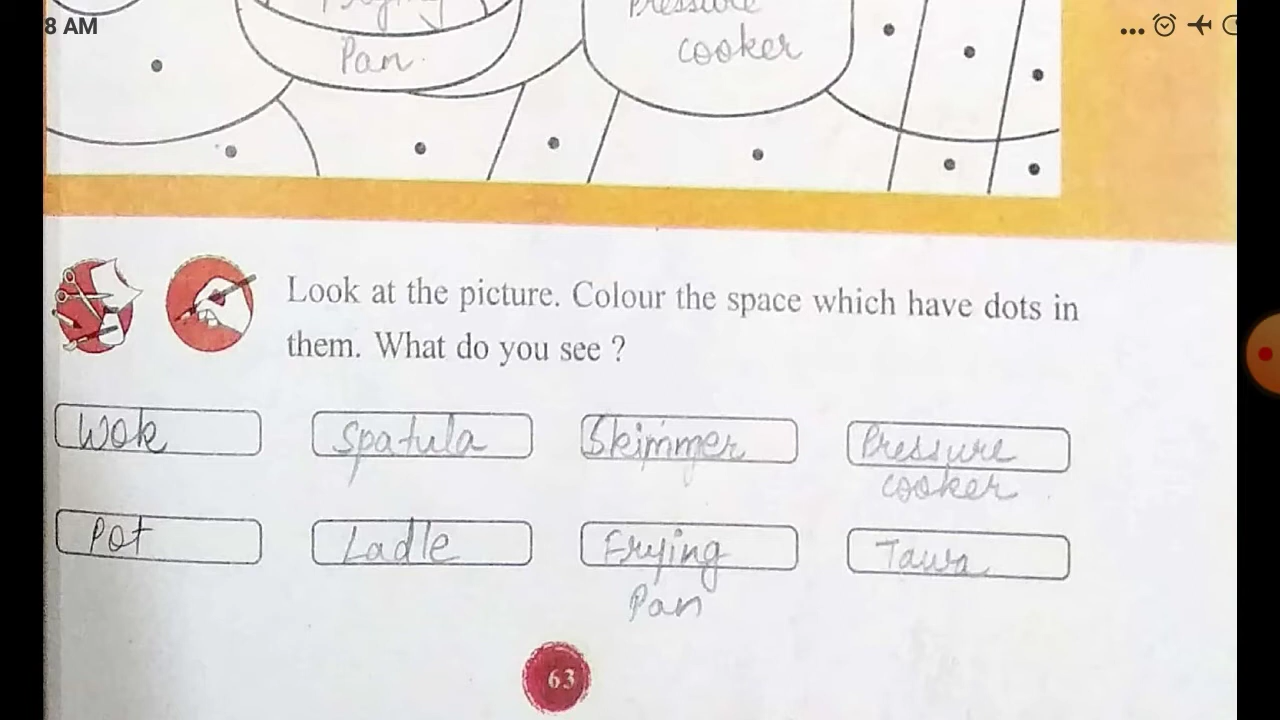 8 AM
Frying
Pressure
Pan.
cooker
Look at the picture. Colour the space which have dots in
them. What do you see ?
Wok Spatula Skimmer Pressure
cooker
Pot Ladle Frying Tawa
Pan
63